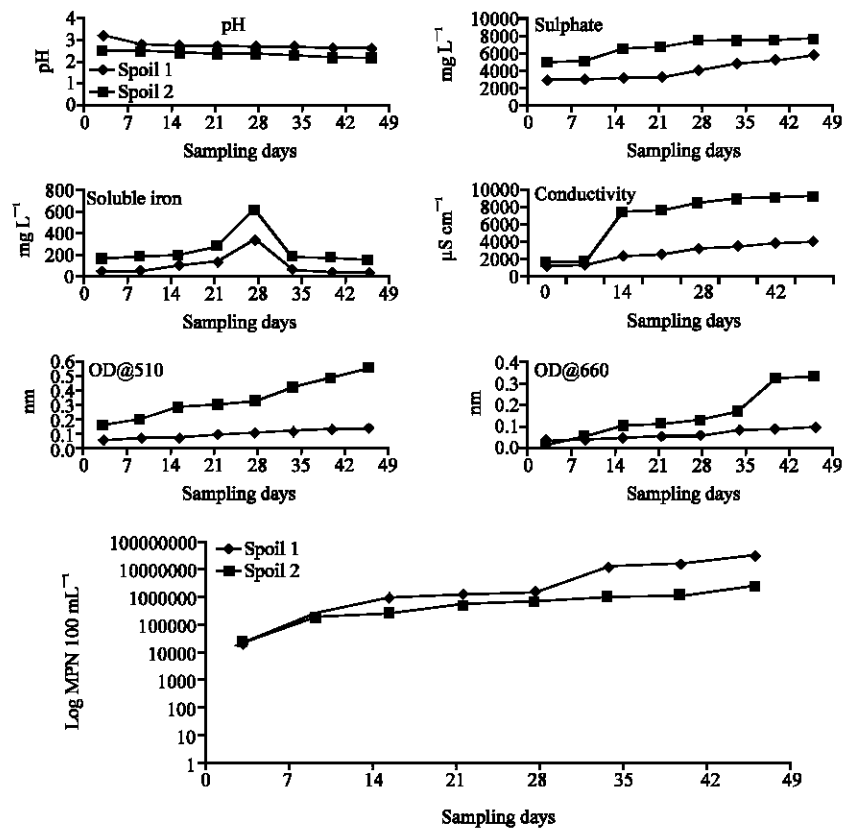 pH
pH
4
3
2
1
0
Spoil 1
Spoil 2
0 7 14 21 28 35 42 49
Sampling days
Sulphate
mg L⁻¹
10000
8000
6000
4000
2000
0
0 7 14 21 28 35 42 49
Sampling days
Soluble iron
mg L⁻¹
800
600
400
200
0
0 7 14 21 28 35 42 49
Sampling days
Conductivity
µS cm⁻¹
10000
8000
6000
4000
2000
0
0 14 28 42
Sampling days
OD@510
nm
0.6
0.5
0.4
0.3
0.2
0.1
0.0
0 7 14 21 28 35 42 49
Sampling days
OD@660
nm
0.4
0.3
0.2
0.1
0.0
0 7 14 21 28 35 42 49
Sampling days
Log MPN 100 mL⁻¹
100000000
10000000
1000000
100000
10000
1000
100
10
1
Spoil 1
Spoil 2
0 7 14 21 28 35 42 49
Sampling days